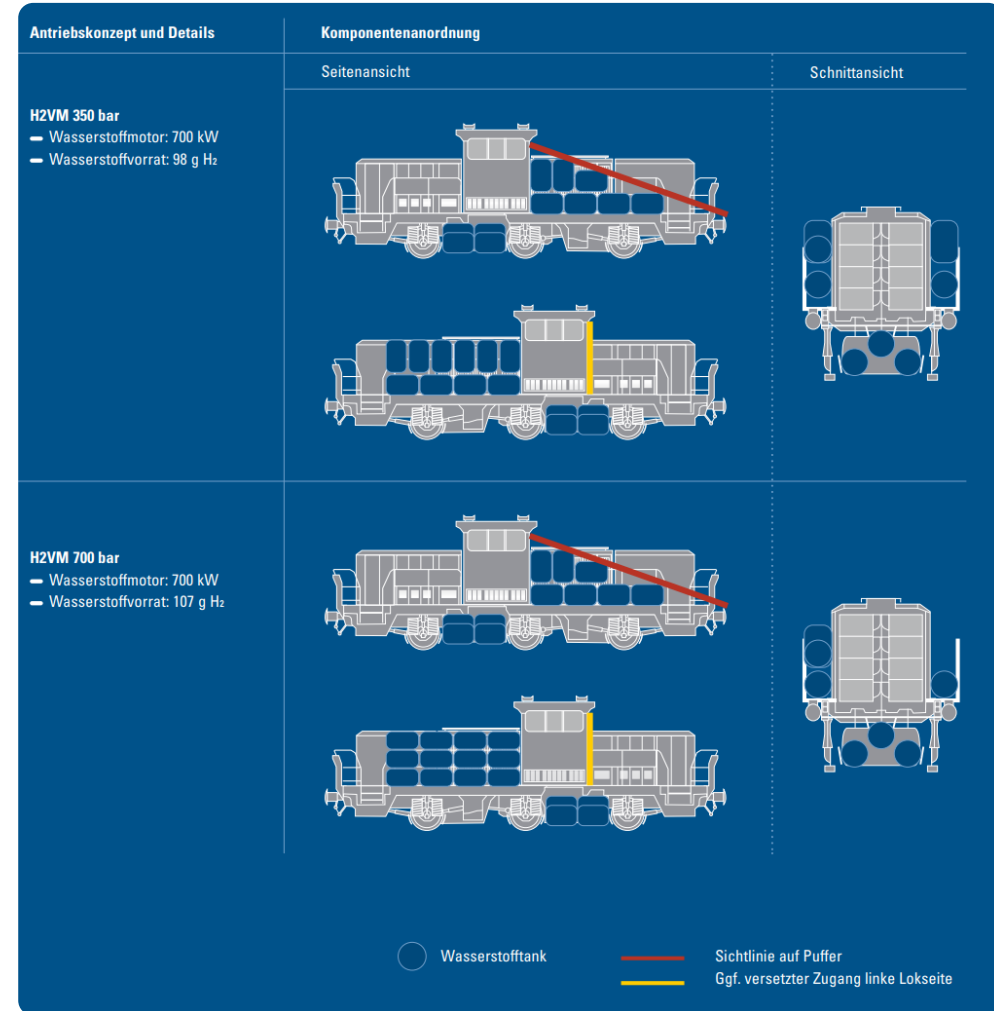 Antriebskonzept und Details
Komponentenanordnung
Seitenansicht
Schnittansicht
H2VM 350 bar
Wasserstoffmotor: 700 kW
Wasserstoffvorrat: 98 g H₂
H2VM 700 bar
Wasserstoffmotor: 700 kW
Wasserstoffvorrat: 107 g H₂
Wasserstofftank
Sichtlinie auf Puffer
Ggf. versetzter Zugang linke Lokseite